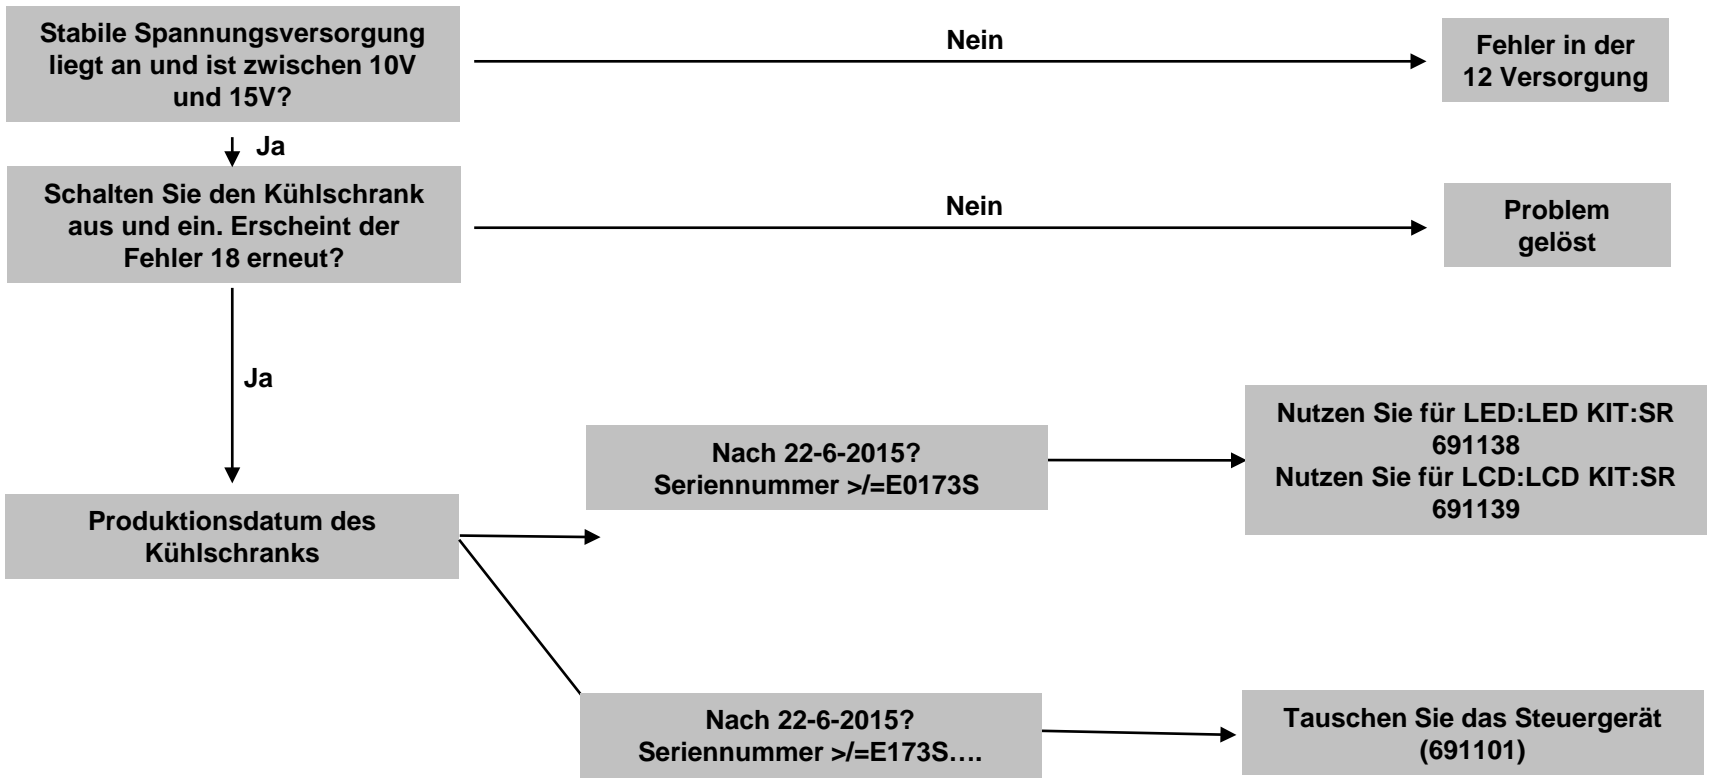 Stabile Spannungsversorgung
liegt an und ist zwischen 10V
und 15V?
Nein
Fehler in der
12 Versorgung
Ja
Schalten Sie den Kühlschrank
aus und ein. Erscheint der
Fehler 18 erneut?
Nein
Problem
gelöst
Ja
Produktionsdatum des
Kühlschranks
Nach 22-6-2015?
Seriennummer >/=E0173S
Nutzen Sie für LED:LED KIT:SR
691138
Nutzen Sie für LCD:LCD KIT:SR
691139
Nach 22-6-2015?
Seriennummer >/=E173S….
Tauschen Sie das Steuergerät
(691101)